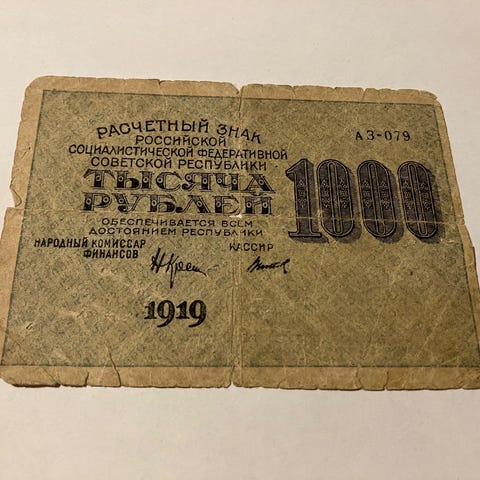 РАСЧЕТНЫЙ ЗНАК
РОССИЙСКОЙ
СОЦИАЛИСТИЧЕСКОЙ ФЕДЕРАТИВНОЙ
СОВЕТСКОЙ РЕСПУБЛИКИ
ТЫСЯЧА
РУБЛЕЙ
ОБЕСПЕЧИВАЕТСЯ ВСЕМ
ДОСТОЯНИЕМ РЕСПУБЛИКИ
НАРОДНЫЙ КОМИССАР
ФИНАНСОВ
КАССИР
1919
АЗ-079
1000